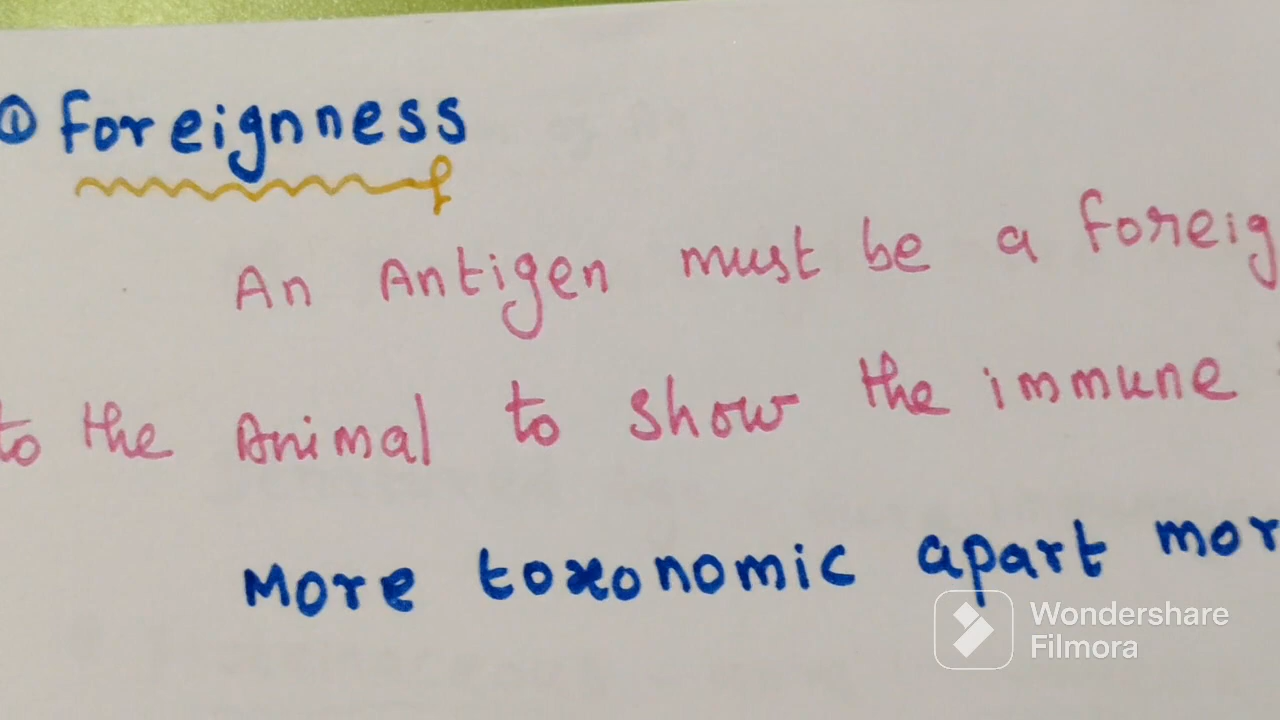 ① Foreignness
An Antigen must be a foreig
to the Animal to show the immune
More toxonomic apart mor
Wondershare
Filmora